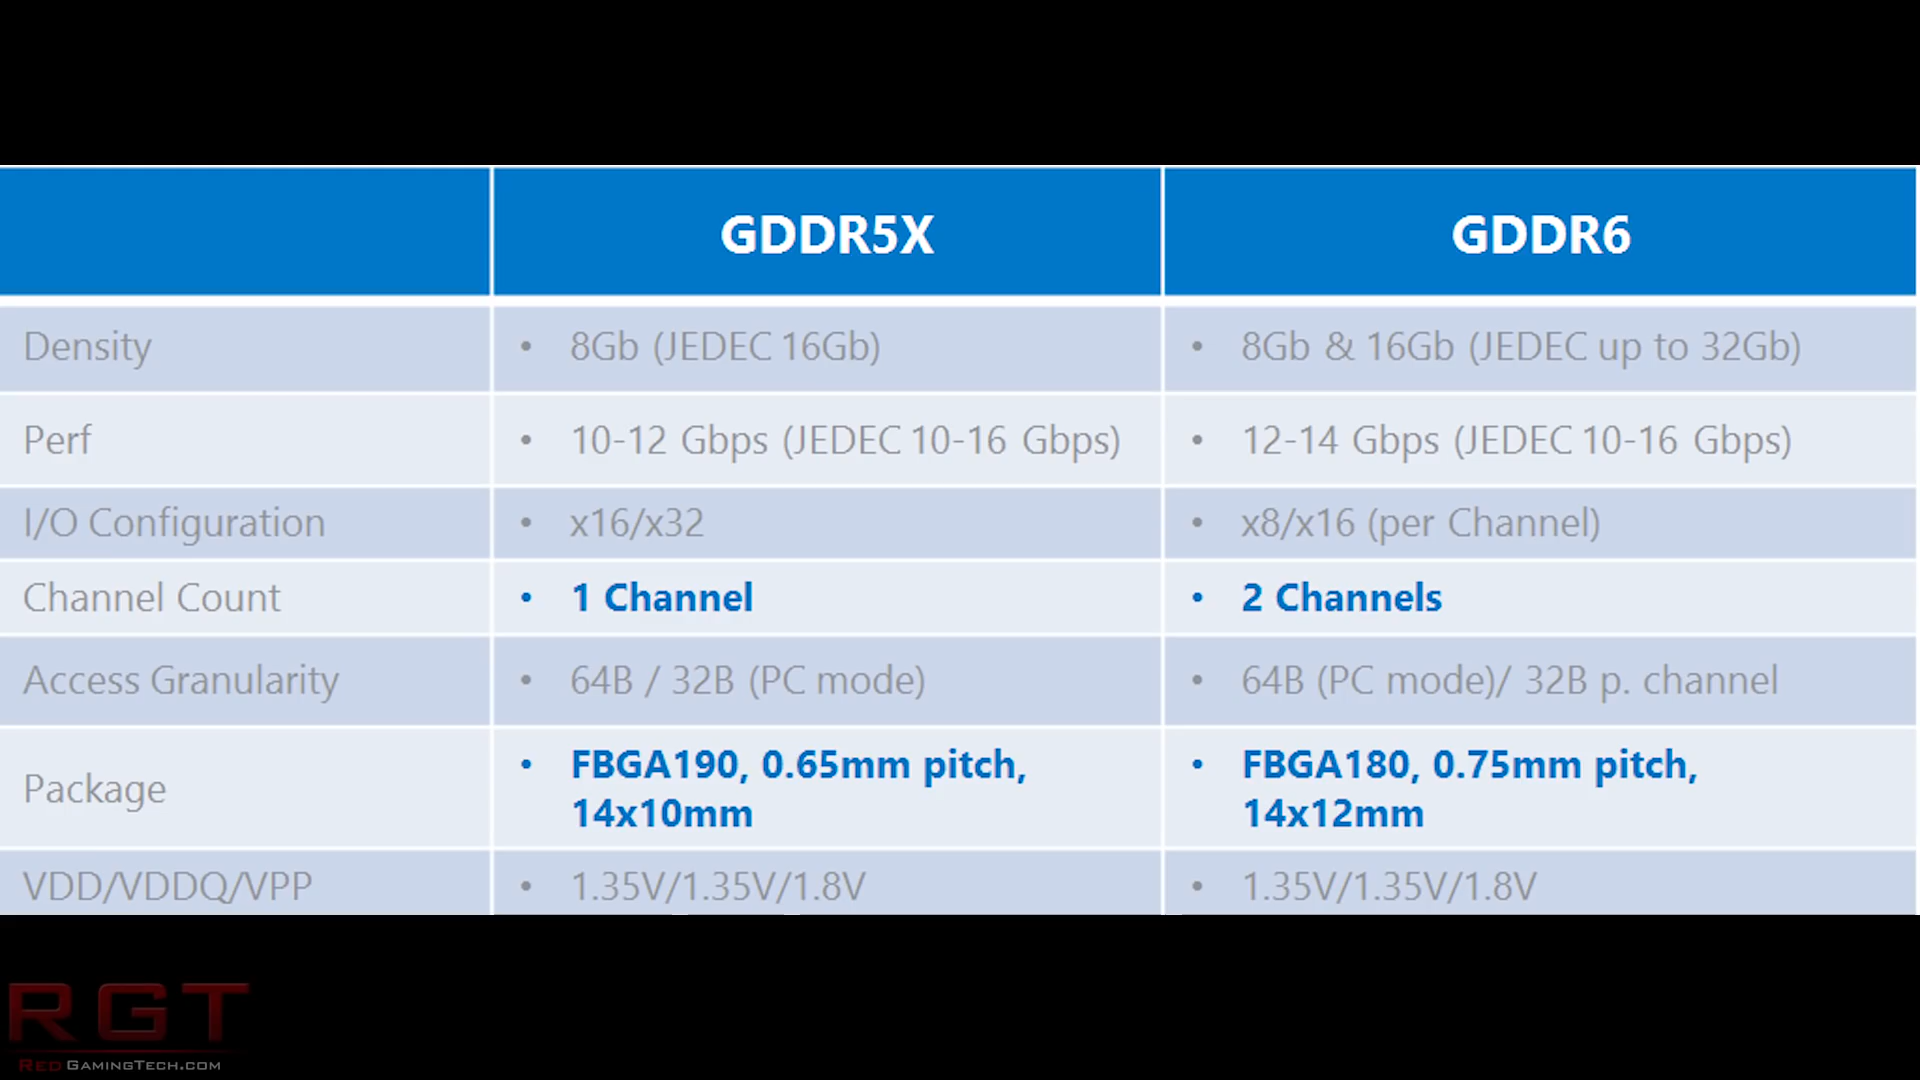 GDDR5X GDDR6
Density • 8Gb (JEDEC 16Gb) • 8Gb & 16Gb (JEDEC up to 32Gb)
Perf • 10-12 Gbps (JEDEC 10-16 Gbps) • 12-14 Gbps (JEDEC 10-16 Gbps)
I/O Configuration • x16/x32 • x8/x16 (per Channel)
Channel Count • 1 Channel • 2 Channels
Access Granularity • 64B / 32B (PC mode) • 64B (PC mode)/ 32B p. channel
Package • FBGA190, 0.65mm pitch, 14x10mm • FBGA180, 0.75mm pitch, 14x12mm
VDD/VDDQ/VPP • 1.35V/1.35V/1.8V • 1.35V/1.35V/1.8V
RGT
RedGamingTech.com